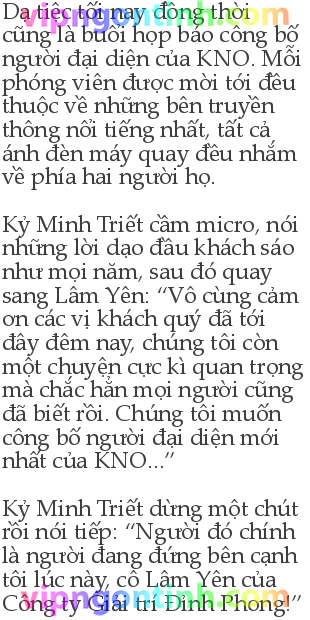 Dạ tiệc tối nay đồng thời
cũng là buổi họp báo công bố
người đại diện của KNO. Mỗi
phóng viên được mời tới đều
thuộc về những bên truyền
thông nổi tiếng nhất, tất cả
ánh đèn máy quay đều nhắm
về phía hai người họ.
Kỷ Minh Triết cầm micro, nói
những lời dạo đầu khách sáo
như mọi năm, sau đó quay
sang Lâm Yên: “Vô cùng cảm
ơn các vị khách quý đã tới
đây đêm nay, chúng tôi còn
một chuyện cực kì quan trọng
mà chắc hẳn mọi người cũng
đã biết rồi. Chúng tôi muốn
công bố người đại diện mới
nhất của KNO...”
Kỷ Minh Triết dừng một chút
rồi nói tiếp: “Người đó chính
là người đang đứng bên cạnh
tôi lúc này, cô Lâm Yên của
Công ty Giải trí Đỉnh Phong!”
vipngontinh.com
vipngontinh.com